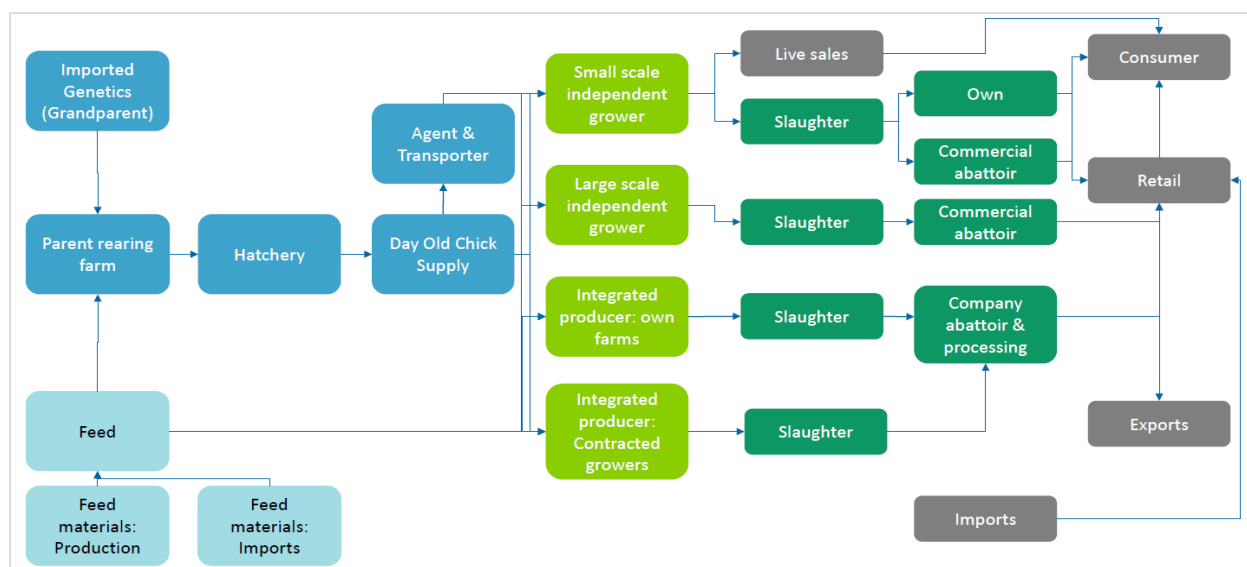 Imported
Genetics
(Grandparent)
Parent rearing
farm
Hatchery
Agent &
Transporter
Day Old Chick
Supply
Feed
Feed
materials:
Production
Feed
materials:
Imports
Small scale
independent
grower
Large scale
independent
grower
Integrated
producer: own
farms
Integrated
producer:
Contracted
growers
Live sales
Slaughter
Slaughter
Slaughter
Slaughter
Own
Commercial
abattoir
Commercial
abattoir
Company
abattoir &
processing
Consumer
Retail
Exports
Imports